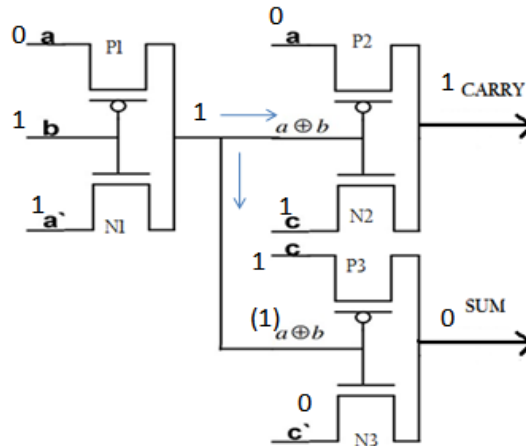 0 a
P1
1 b
1 a`
N1
1
0
a
P2
a ⊕ b
1 CARRY
1
c
N2
c
1
P3
(1)
a ⊕ b
0 SUM
0
c`
N3